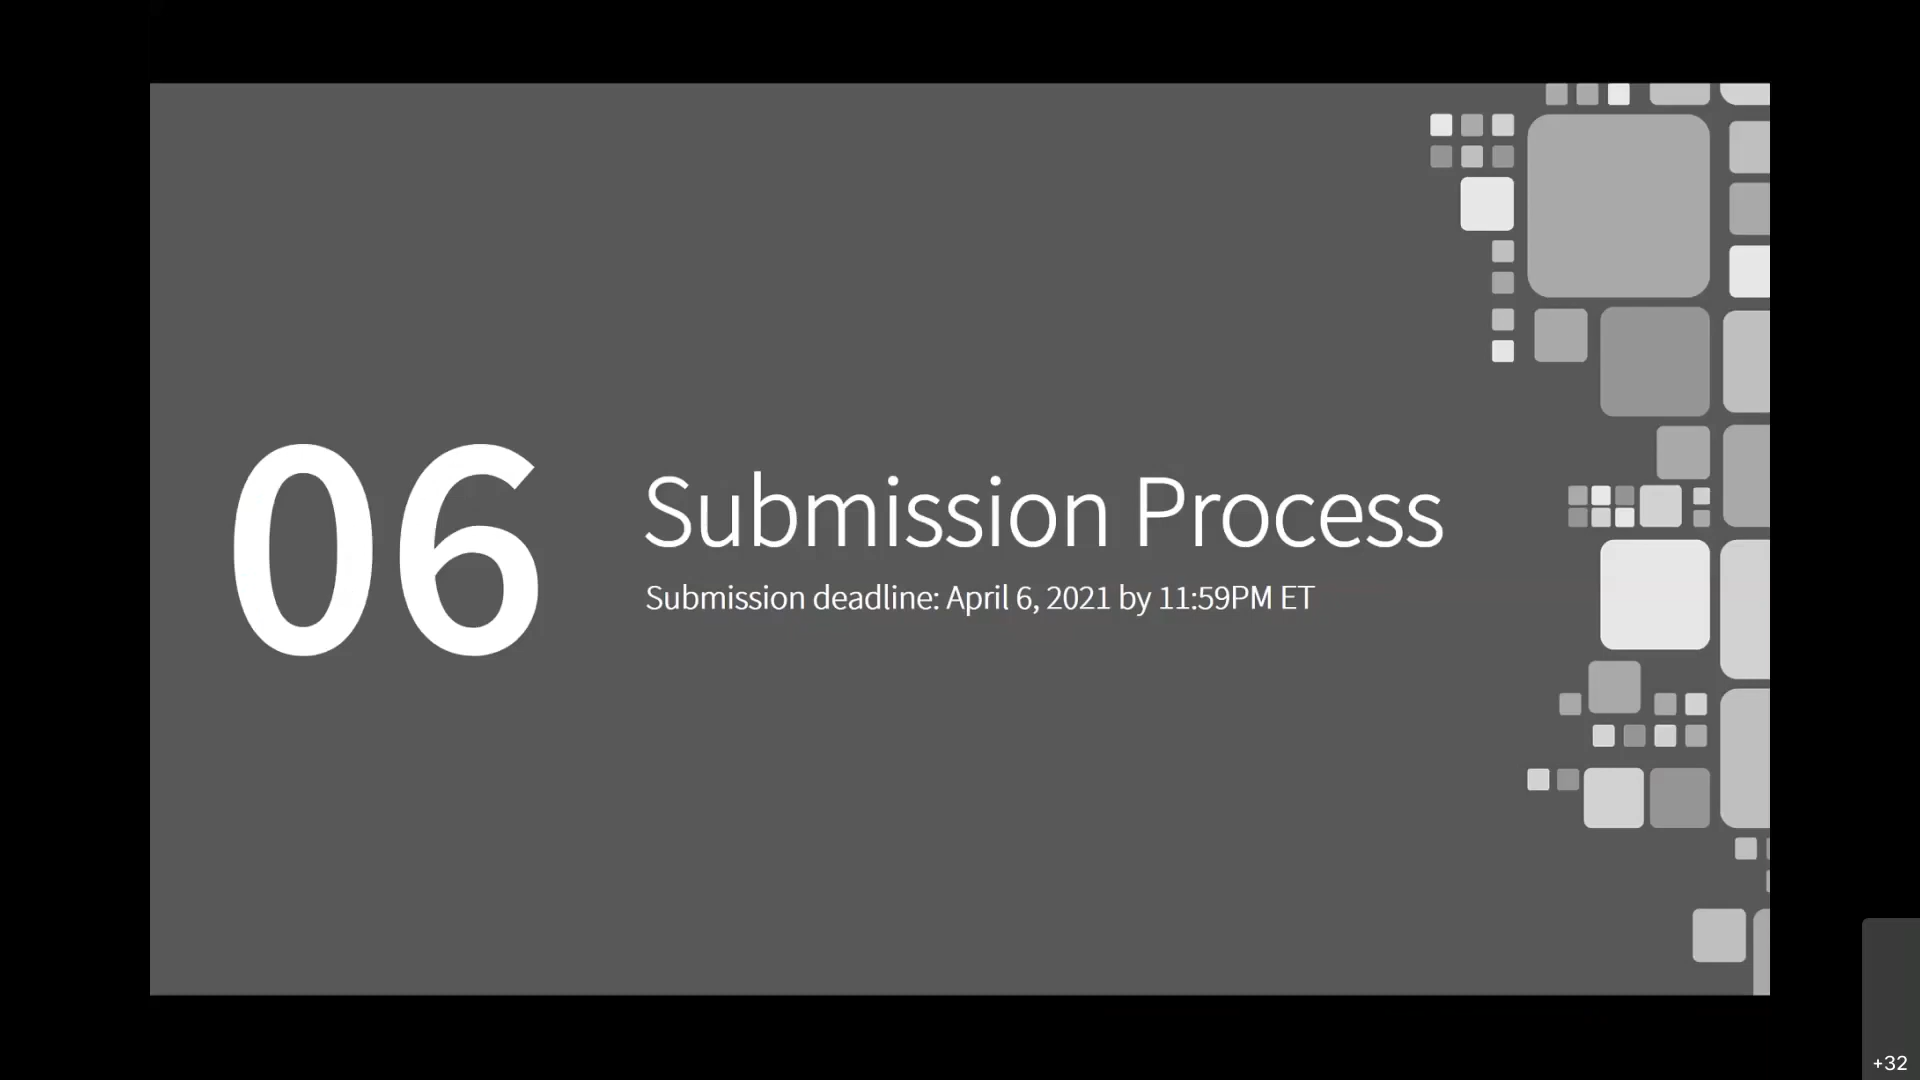 06
Submission Process
Submission deadline: April 6, 2021 by 11:59PM ET
+32